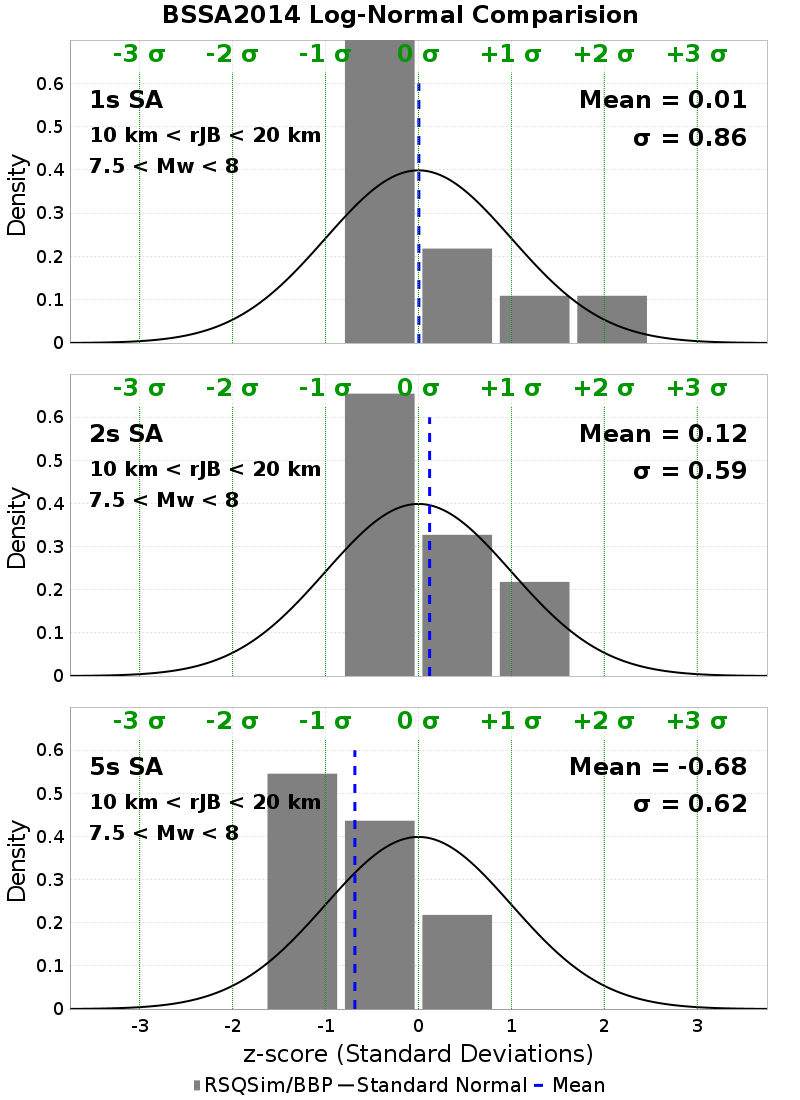 BSSA2014 Log-Normal Comparision
-3 σ -2 σ -1 σ 0 σ +1 σ +2 σ +3 σ
0.6
1s SA Mean = 0.01
0.5
10 km < rJB < 20 km σ = 0.86
7.5 < Mw < 8
0.4
Density
0.3
0.2
0.1
0
-3 σ -2 σ -1 σ 0 σ +1 σ +2 σ +3 σ
0.6
2s SA Mean = 0.12
0.5
10 km < rJB < 20 km σ = 0.59
7.5 < Mw < 8
0.4
Density
0.3
0.2
0.1
0
-3 σ -2 σ -1 σ 0 σ +1 σ +2 σ +3 σ
0.6
5s SA Mean = -0.68
0.5
10 km < rJB < 20 km σ = 0.62
7.5 < Mw < 8
0.4
Density
0.3
0.2
0.1
0
-3 -2 -1 0 1 2 3
z-score (Standard Deviations)
RSQSim/BBP Standard Normal Mean